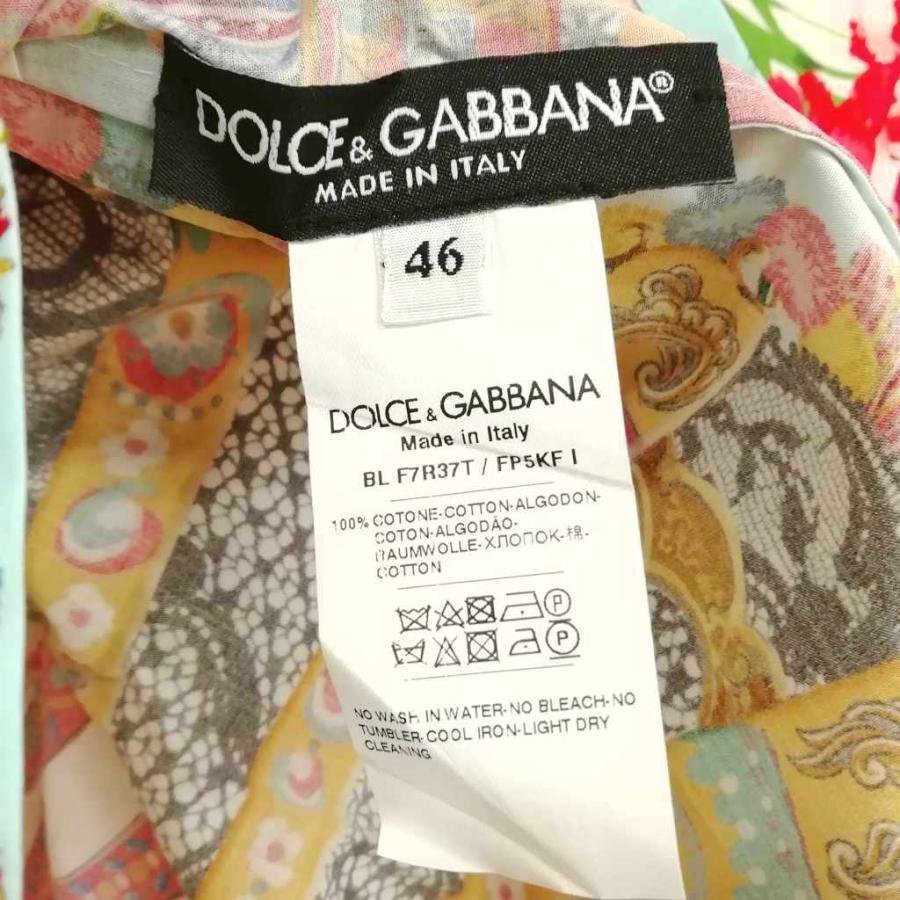 DOLCE & GABBANA®
MADE IN ITALY
46
DOLCE & GABBANA
Made in Italy
BL F7R37T / FP5KF I
100% COTONE-COTTON-ALGODON-
COTON-ALGODÃO-
BAUMWOLLE-ХЛОПОК-棉-
COTTON
P
P
NO WASH IN WATER-NO BLEACH-NO
TUMBLER-COOL IRON-LIGHT DRY
CLEANING